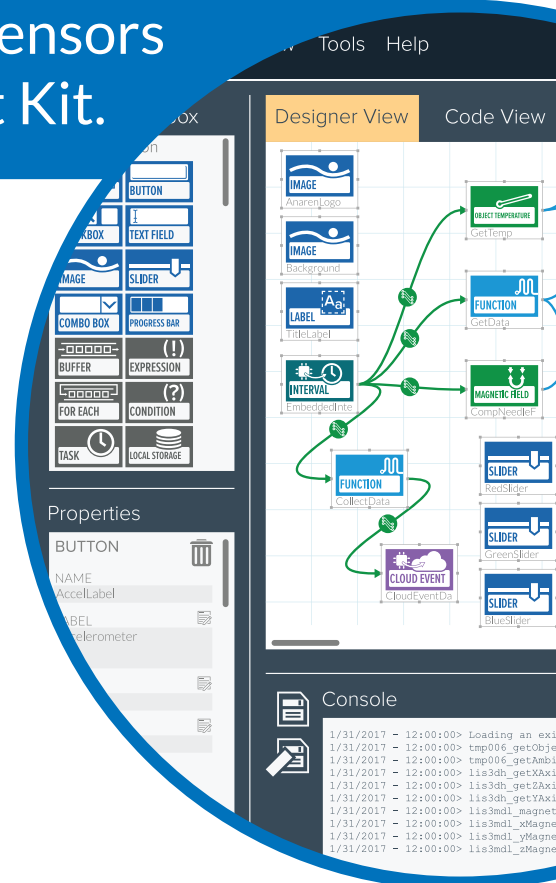 ensors
Kit.
Tools Help
Designer View Code View
BUTTON
TEXT FIELD
IMAGE
SLIDER
COMBO BOX
PROGRESS BAR
BUFFER
EXPRESSION
FOR EACH
CONDITION
TASK
LOCAL STORAGE
Properties
BUTTON
NAME
AccelLabel
IMAGE
AnarenLogo
IMAGE
Background
LABEL
Aa
TitleLabel
INTERVAL
EmbeddedInte
FUNCTION
CollectData
CLOUD EVENT
CloudEventDa
OBJECT TEMPERATURE
GetTemp
FUNCTION
GetData
MAGNETIC FIELD
CompNeedleF
SLIDER
RedSlider
SLIDER
GreenSlider
SLIDER
BlueSlider
Console
1/31/2017 - 12:00:00> Loading an exi
1/31/2017 - 12:00:00> tmp006_getObje
1/31/2017 - 12:00:00> tmp006_getAmbi
1/31/2017 - 12:00:00> lis3dh_getXAxi
1/31/2017 - 12:00:00> lis3dh_getZAxi
1/31/2017 - 12:00:00> lis3dh_getYAxi
1/31/2017 - 12:00:00> lis3mdl_magnet
1/31/2017 - 12:00:00> lis3mdl_xMagne
1/31/2017 - 12:00:00> lis3mdl_yMagne
1/31/2017 - 12:00:00> lis3mdl_zMagne